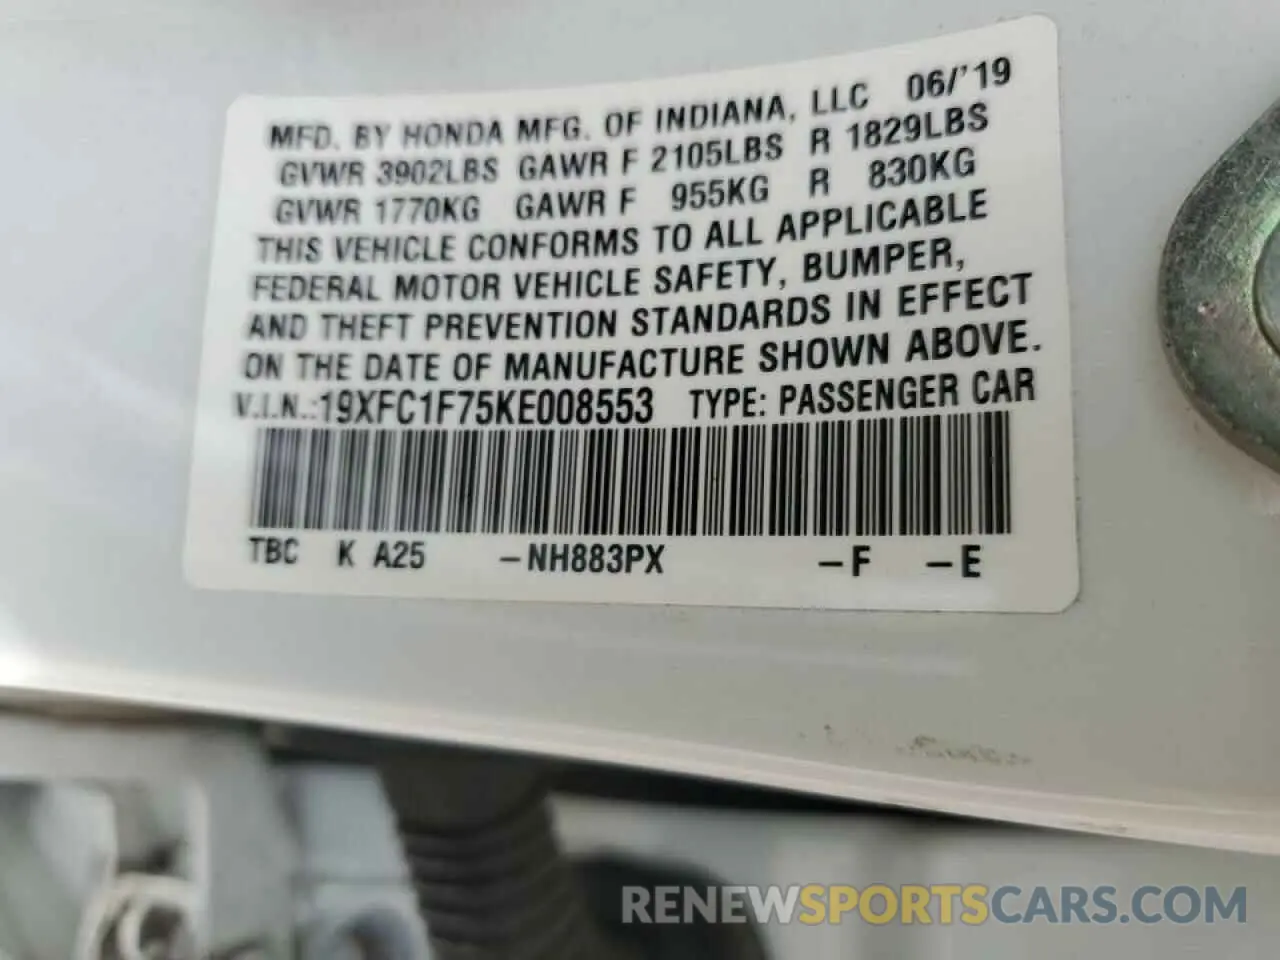 MFD. BY HONDA MFG. OF INDIANA, LLC 06/'19
GVWR 3902LBS GAWR F 2105LBS R 1829LBS
GVWR 1770KG GAWR F 955KG R 830KG
THIS VEHICLE CONFORMS TO ALL APPLICABLE
FEDERAL MOTOR VEHICLE SAFETY, BUMPER,
AND THEFT PREVENTION STANDARDS IN EFFECT
ON THE DATE OF MANUFACTURE SHOWN ABOVE.
V.I.N.:19XFC1F75KE008553 TYPE: PASSENGER CAR
TBC K A25 -NH883PX -F -E
RENEWSPORTSCARS.COM